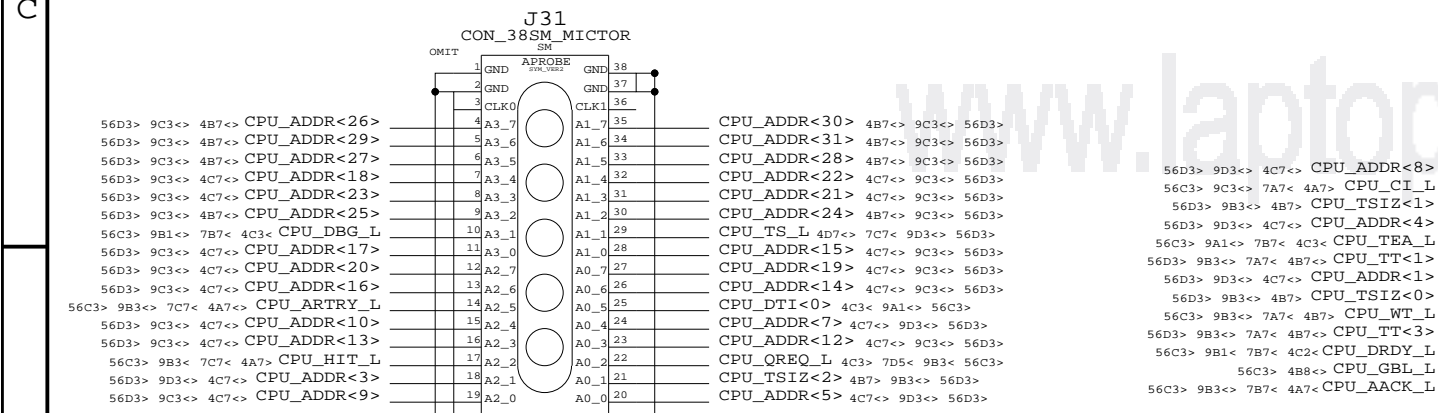 C
J31
CON_38SM_MICTOR
SM
OMIT
APROBE
SYM_VER2
1 GND GND 38
2 GND GND 37
3 CLK0 CLK1 36
56D3> 9C3<> 4B7<> CPU_ADDR<26> 4 A3_7 A1_7 35 CPU_ADDR<30> 4B7<> 9C3<> 56D3>
56D3> 9C3<> 4B7<> CPU_ADDR<29> 5 A3_6 A1_6 34 CPU_ADDR<31> 4B7<> 9C3<> 56D3>
56D3> 9C3<> 4B7<> CPU_ADDR<27> 6 A3_5 A1_5 33 CPU_ADDR<28> 4B7<> 9C3<> 56D3>
56D3> 9C3<> 4C7<> CPU_ADDR<18> 7 A3_4 A1_4 32 CPU_ADDR<22> 4C7<> 9C3<> 56D3>
56D3> 9C3<> 4C7<> CPU_ADDR<23> 8 A3_3 A1_3 31 CPU_ADDR<21> 4C7<> 9C3<> 56D3>
56D3> 9C3<> 4B7<> CPU_ADDR<25> 9 A3_2 A1_2 30 CPU_ADDR<24> 4B7<> 9C3<> 56D3>
56C3> 9B1<> 7B7< 4C3< CPU_DBG_L 10 A3_1 A1_1 29 CPU_TS_L 4D7<> 7C7< 9D3<> 56D3>
56D3> 9C3<> 4C7<> CPU_ADDR<17> 11 A3_0 A1_0 28 CPU_ADDR<15> 4C7<> 9C3<> 56D3>
56D3> 9C3<> 4C7<> CPU_ADDR<20> 12 A2_7 A0_7 27 CPU_ADDR<19> 4C7<> 9C3<> 56D3>
56D3> 9C3<> 4C7<> CPU_ADDR<16> 13 A2_6 A0_6 26 CPU_ADDR<14> 4C7<> 9C3<> 56D3>
56C3> 9B3<> 7C7< 4A7<> CPU_ARTRY_L 14 A2_5 A0_5 25 CPU_DTI<0> 4C3< 9A1<> 56C3>
56D3> 9C3<> 4C7<> CPU_ADDR<10> 15 A2_4 A0_4 24 CPU_ADDR<7> 4C7<> 9D3<> 56D3>
56D3> 9C3<> 4C7<> CPU_ADDR<13> 16 A2_3 A0_3 23 CPU_ADDR<12> 4C7<> 9C3<> 56D3>
56C3> 9B3< 7C7< 4A7> CPU_HIT_L 17 A2_2 A0_2 22 CPU_QREQ_L 4C3> 7D5< 9B3< 56C3>
56D3> 9D3<> 4C7<> CPU_ADDR<3> 18 A2_1 A0_1 21 CPU_TSIZ<2> 4B7> 9B3<> 56D3>
56D3> 9C3<> 4C7<> CPU_ADDR<9> 19 A2_0 A0_0 20 CPU_ADDR<5> 4C7<> 9D3<> 56D3>
www.laptop
56D3> 9D3<> 4C7<> CPU_ADDR<8>
56C3> 9C3<> 7A7< 4A7> CPU_CI_L
56D3> 9B3<> 4B7> CPU_TSIZ<1>
56D3> 9D3<> 4C7<> CPU_ADDR<4>
56C3> 9A1<> 7B7< 4C3< CPU_TEA_L
56D3> 9B3<> 7A7< 4B7<> CPU_TT<1>
56D3> 9D3<> 4C7<> CPU_ADDR<1>
56D3> 9B3<> 4B7> CPU_TSIZ<0>
56C3> 9B3<> 7A7< 4B7> CPU_WT_L
56D3> 9B3<> 7A7< 4B7<> CPU_TT<3>
56C3> 9B1< 7B7< 4C2< CPU_DRDY_L
56C3> 4B8<> CPU_GBL_L
56C3> 9B3<> 7B7< 4A7< CPU_AACK_L